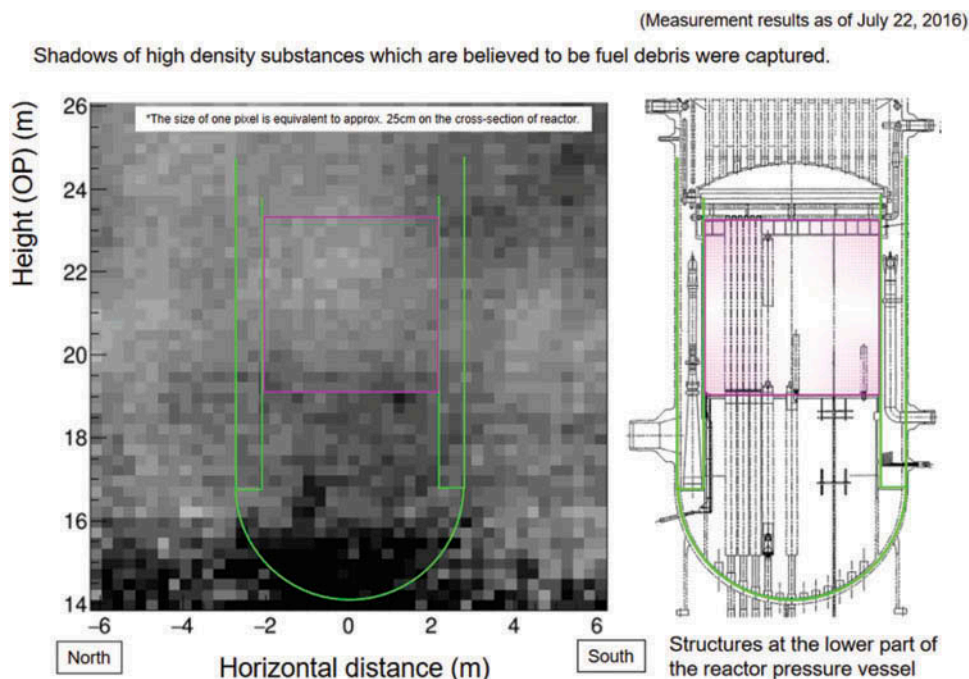 (Measurement results as of July 22, 2016)
Shadows of high density substances which are believed to be fuel debris were captured.
*The size of one pixel is equivalent to approx. 25cm on the cross-section of reactor.
Height (OP) (m)
26
24
22
20
18
16
14
−6
−4
−2
0
2
4
6
North
Horizontal distance (m)
South
Structures at the lower part of
the reactor pressure vessel